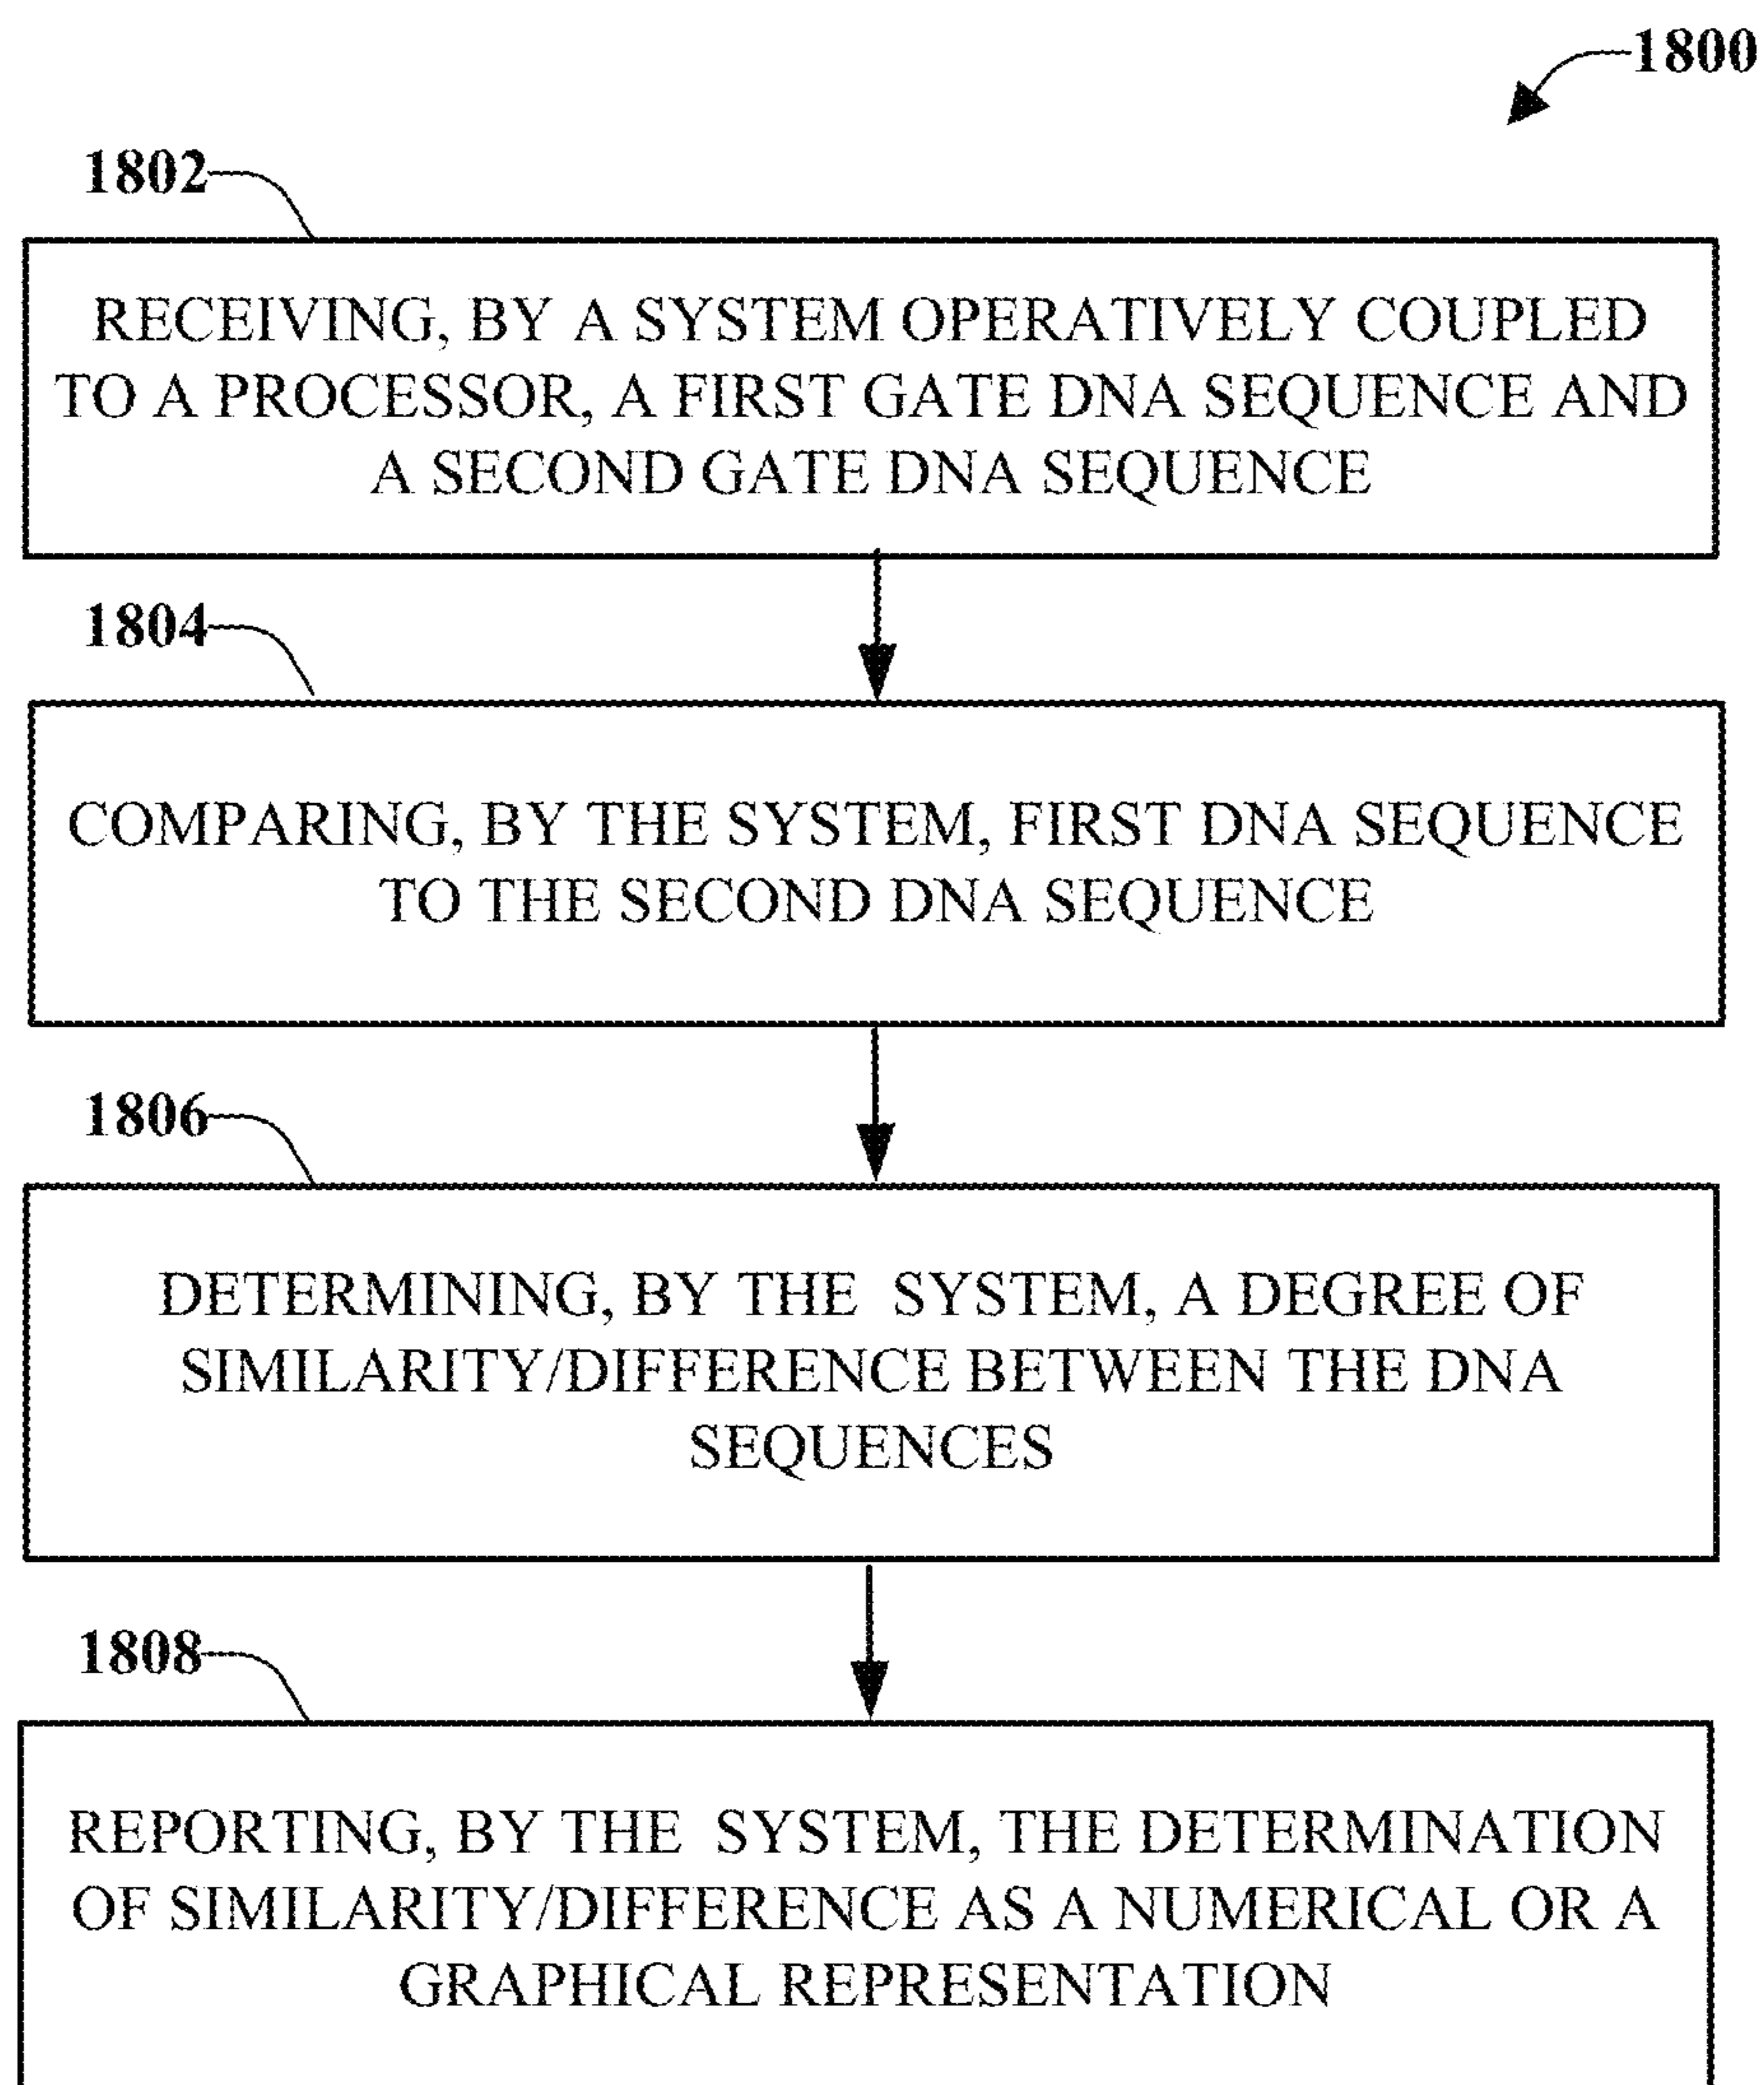 1800
1802
RECEIVING, BY A SYSTEM OPERATIVELY COUPLED
TO A PROCESSOR, A FIRST GATE DNA SEQUENCE AND
A SECOND GATE DNA SEQUENCE
1804
COMPARING, BY THE SYSTEM, FIRST DNA SEQUENCE
TO THE SECOND DNA SEQUENCE
1806
DETERMINING, BY THE SYSTEM, A DEGREE OF
SIMILARITY/DIFFERENCE BETWEEN THE DNA
SEQUENCES
1808
REPORTING, BY THE SYSTEM, THE DETERMINATION
OF SIMILARITY/DIFFERENCE AS A NUMERICAL OR A
GRAPHICAL REPRESENTATION